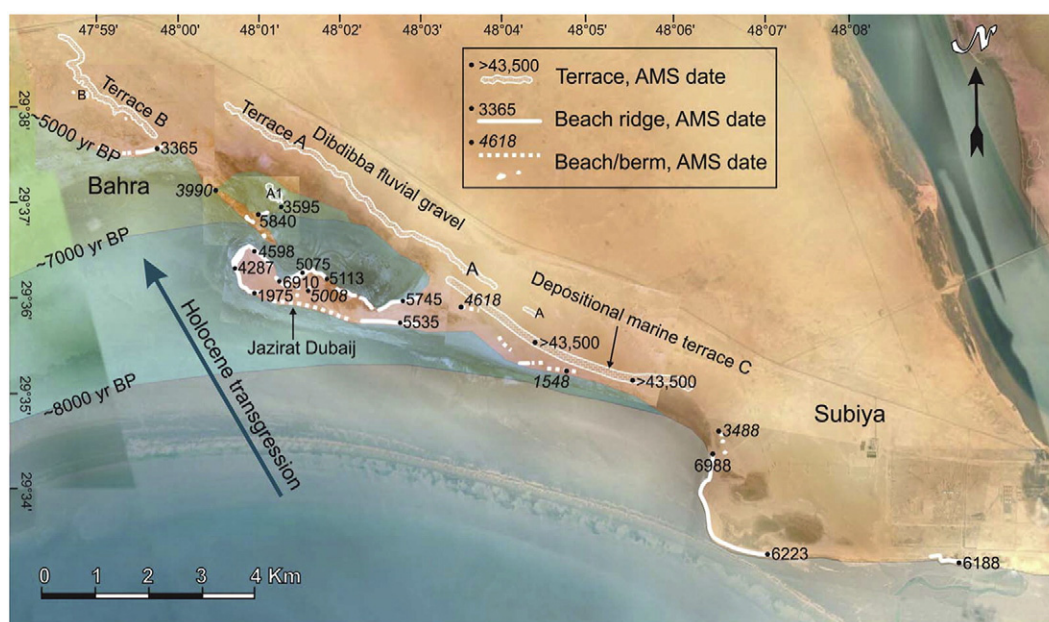 47°59 48°00 48°01 48°02 48°03 48°04 48°05 48°06 48°07 48°08
N
>43,500 Terrace, AMS date
3365 Beach ridge, AMS date
4618 Beach/berm, AMS date
Terrace B
B
Terrace A
Dibdibba fluvial gravel
29°38'
~5000 yr BP
3365
Bahra
3990
A1
3595
5840
29°37'
~7000 yr BP
4598
5075
4287
6910
5113
1975
5008
5745
5535
A
4618
A
Depositional marine terrace C
29°36'
Jazirat Dubaij
>43,500
1548
>43,500
29°35'
~8000 yr BP
Holocene transgression
Subiya
3488
6988
29°34'
6223
6188
0 1 2 3 4 Km